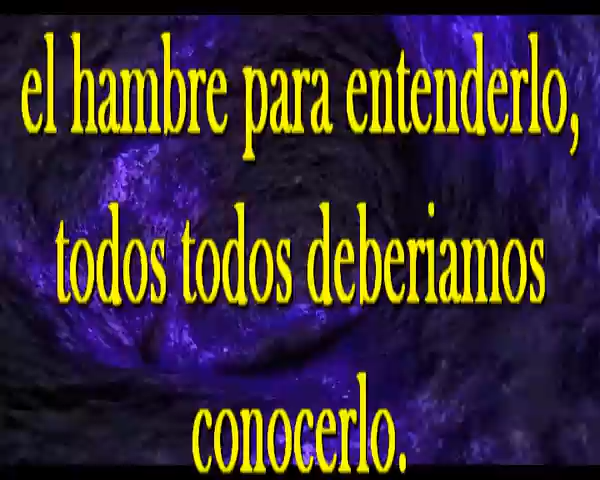 el hambre para entenderlo,
todos todos deberiamos
conocerlo.